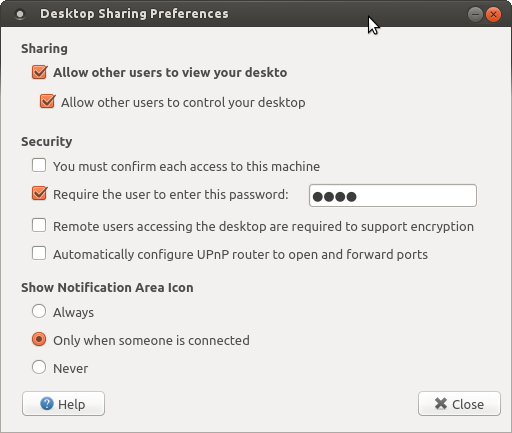 Desktop Sharing Preferences
Sharing
Allow other users to view your deskto
Allow other users to control your desktop
Security
You must confirm each access to this machine
Require the user to enter this password: ●●●●
Remote users accessing the desktop are required to support encryption
Automatically configure UPnP router to open and forward ports
Show Notification Area Icon
Always
Only when someone is connected
Never
Help
Close